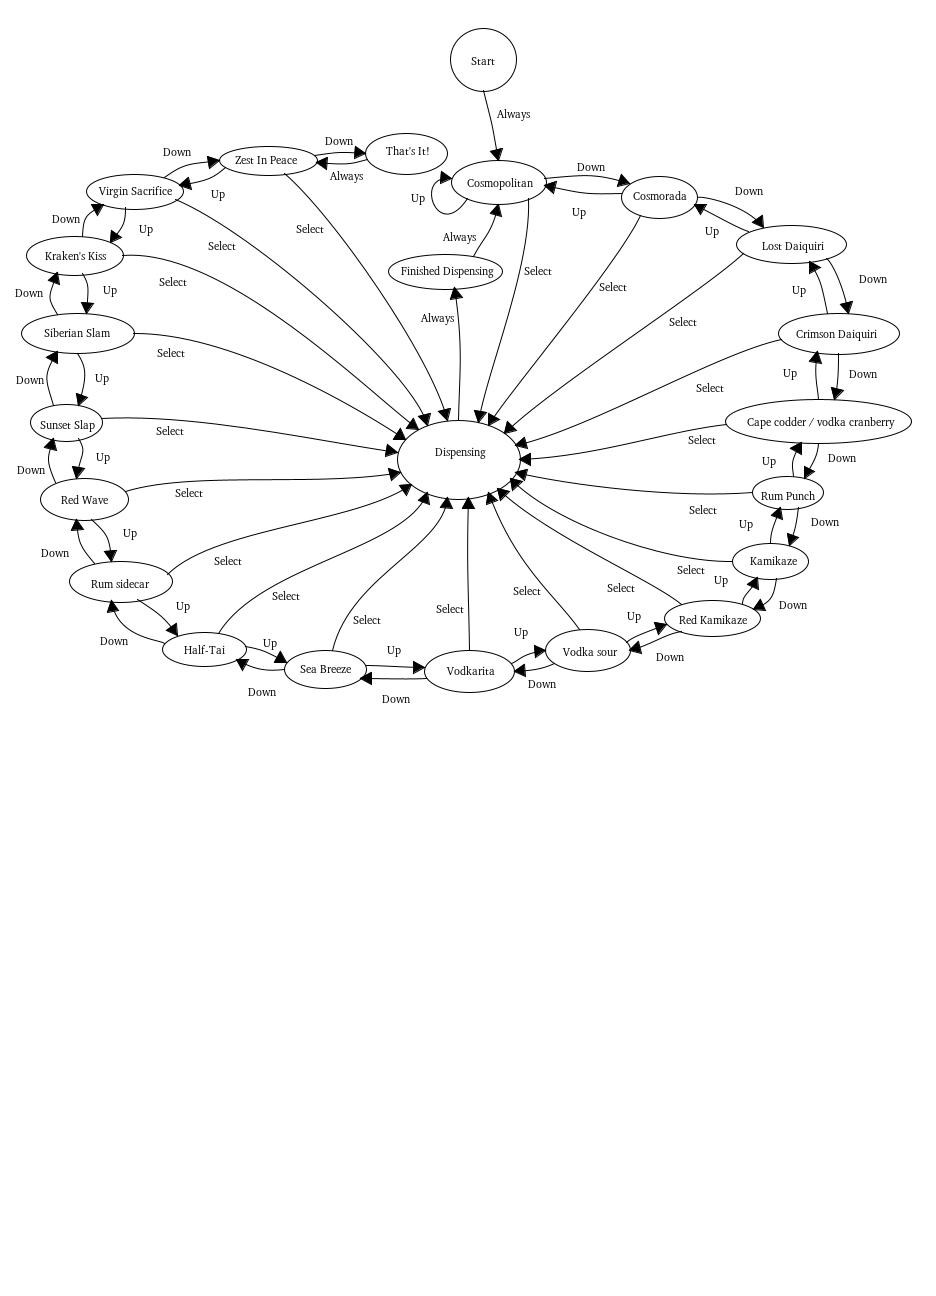 Start
Always
Down
That's It!
Down
Zest In Peace
Always
Cosmopolitan
Down
Up
Up
Up
Cosmorada
Down
Up
Virgin Sacrifice
Down
Up
Select
Select
Kraken's Kiss
Select
Always
Finished Dispensing
Always
Select
Select
Select
Lost Daiquiri
Down
Up
Down
Up
Siberian Slam
Select
Crimson Daiquiri
Select
Up
Down
Down
Up
Sunset Slap
Select
Cape codder / vodka cranberry
Select
Dispensing
Down
Up
Up
Down
Red Wave
Select
Rum Punch
Select
Down
Up
Up
Down
Rum sidecar
Select
Kamikaze
Select
Up
Down
Down
Up
Select
Select
Select
Select
Select
Red Kamikaze
Half-Tai
Up
Down
Sea Breeze
Up
Down
Vodkarita
Up
Down
Vodka sour
Up
Down